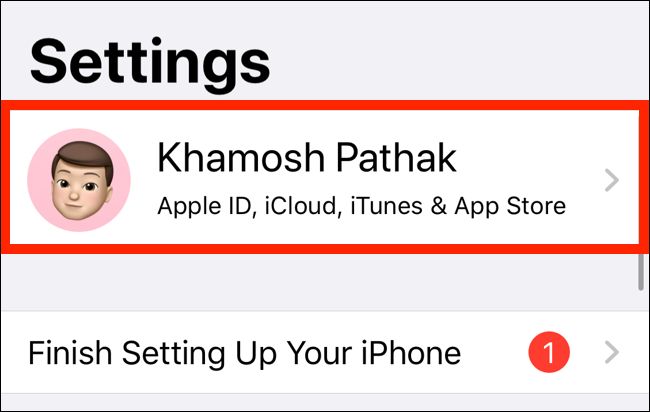 Settings
Khamosh Pathak
Apple ID, iCloud, iTunes & App Store
Finish Setting Up Your iPhone 1